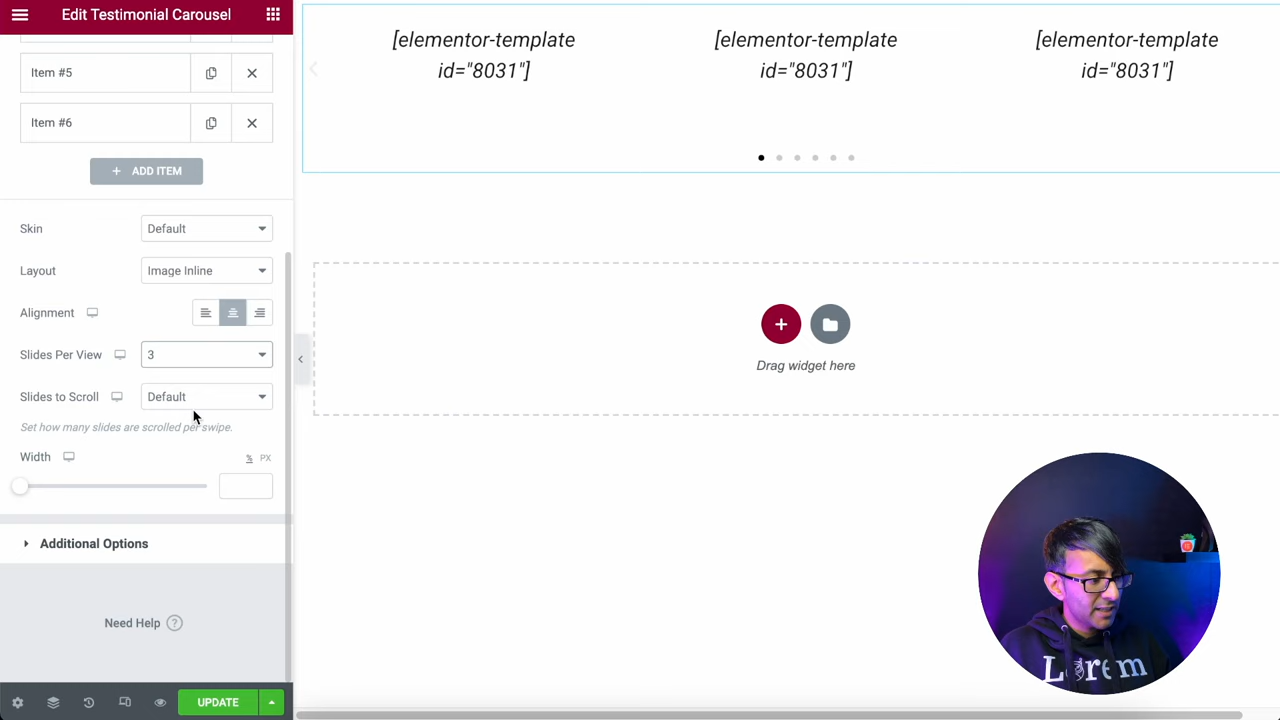 Edit Testimonial Carousel
Item #5
Item #6
+ ADD ITEM
Skin
Default
Layout
Image Inline
Alignment
Slides Per View
3
Slides to Scroll
Default
Set how many slides are scrolled per swipe.
Width
% PX
Additional Options
Need Help ?
UPDATE
[elementor-template
id="8031"]
[elementor-template
id="8031"]
[elementor-template
id="8031"]
Drag widget here
Lorem